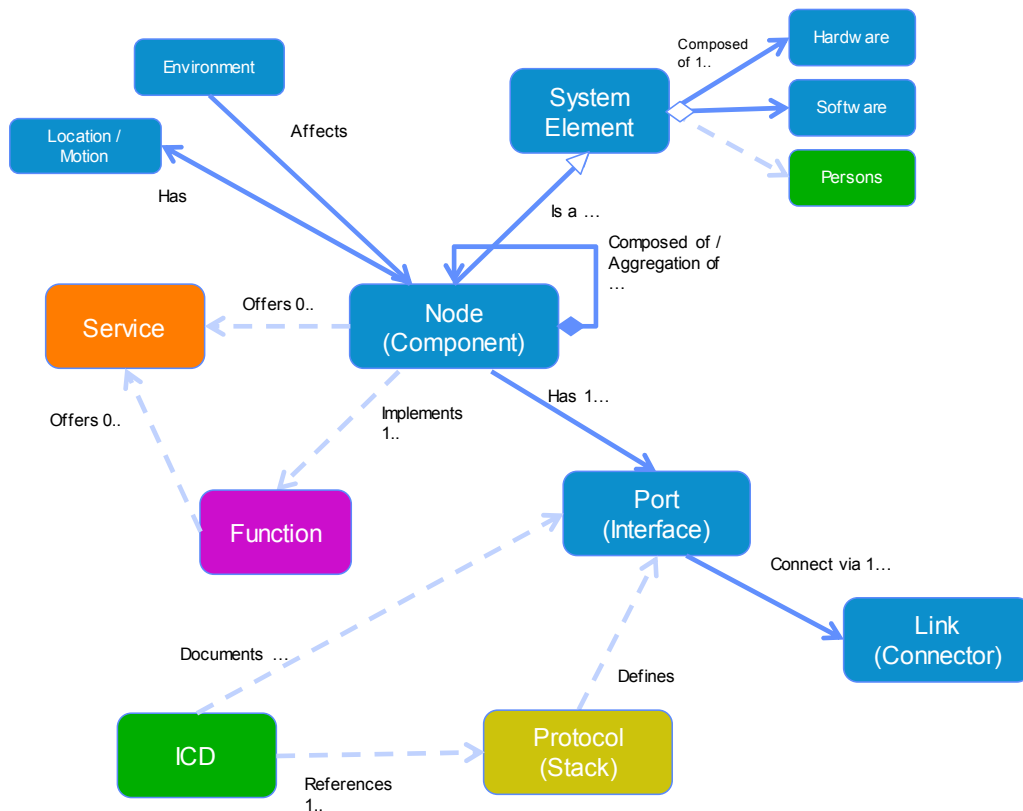 Environment
Composed
of 1..
Hardware
System
Element
Software
Location /
Motion
Affects
Persons
Has
Is a …
Composed of /
Aggregation of
…
Node
(Component)
Offers 0..
Service
Has 1…
Implements
1..
Offers 0..
Function
Port
(Interface)
Connect via 1…
Link
(Connector)
Documents …
Defines
ICD
Protocol
(Stack)
References
1..